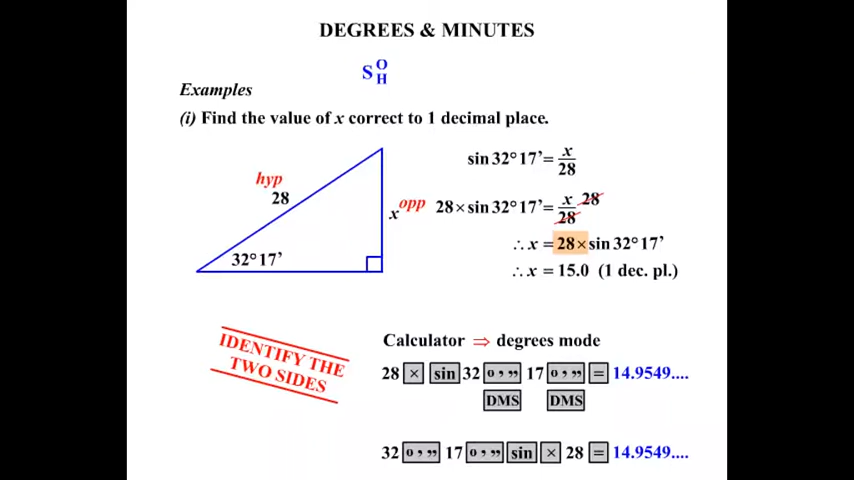 DEGREES & MINUTES
S O
H
Examples
(i) Find the value of x correct to 1 decimal place.
hyp
28
x opp
32°17’
sin 32°17’= x/28
28×sin 32°17’= x/28 28
∴ x = 28×sin 32°17’
∴ x = 15.0 (1 dec. pl.)
IDENTIFY THE
TWO SIDES
Calculator ⇒ degrees mode
28 × sin 32 ° ’ ’’ 17 ° ’ ’’ = 14.9549....
DMS DMS
32 ° ’ ’’ 17 ° ’ ’’ sin × 28 = 14.9549....